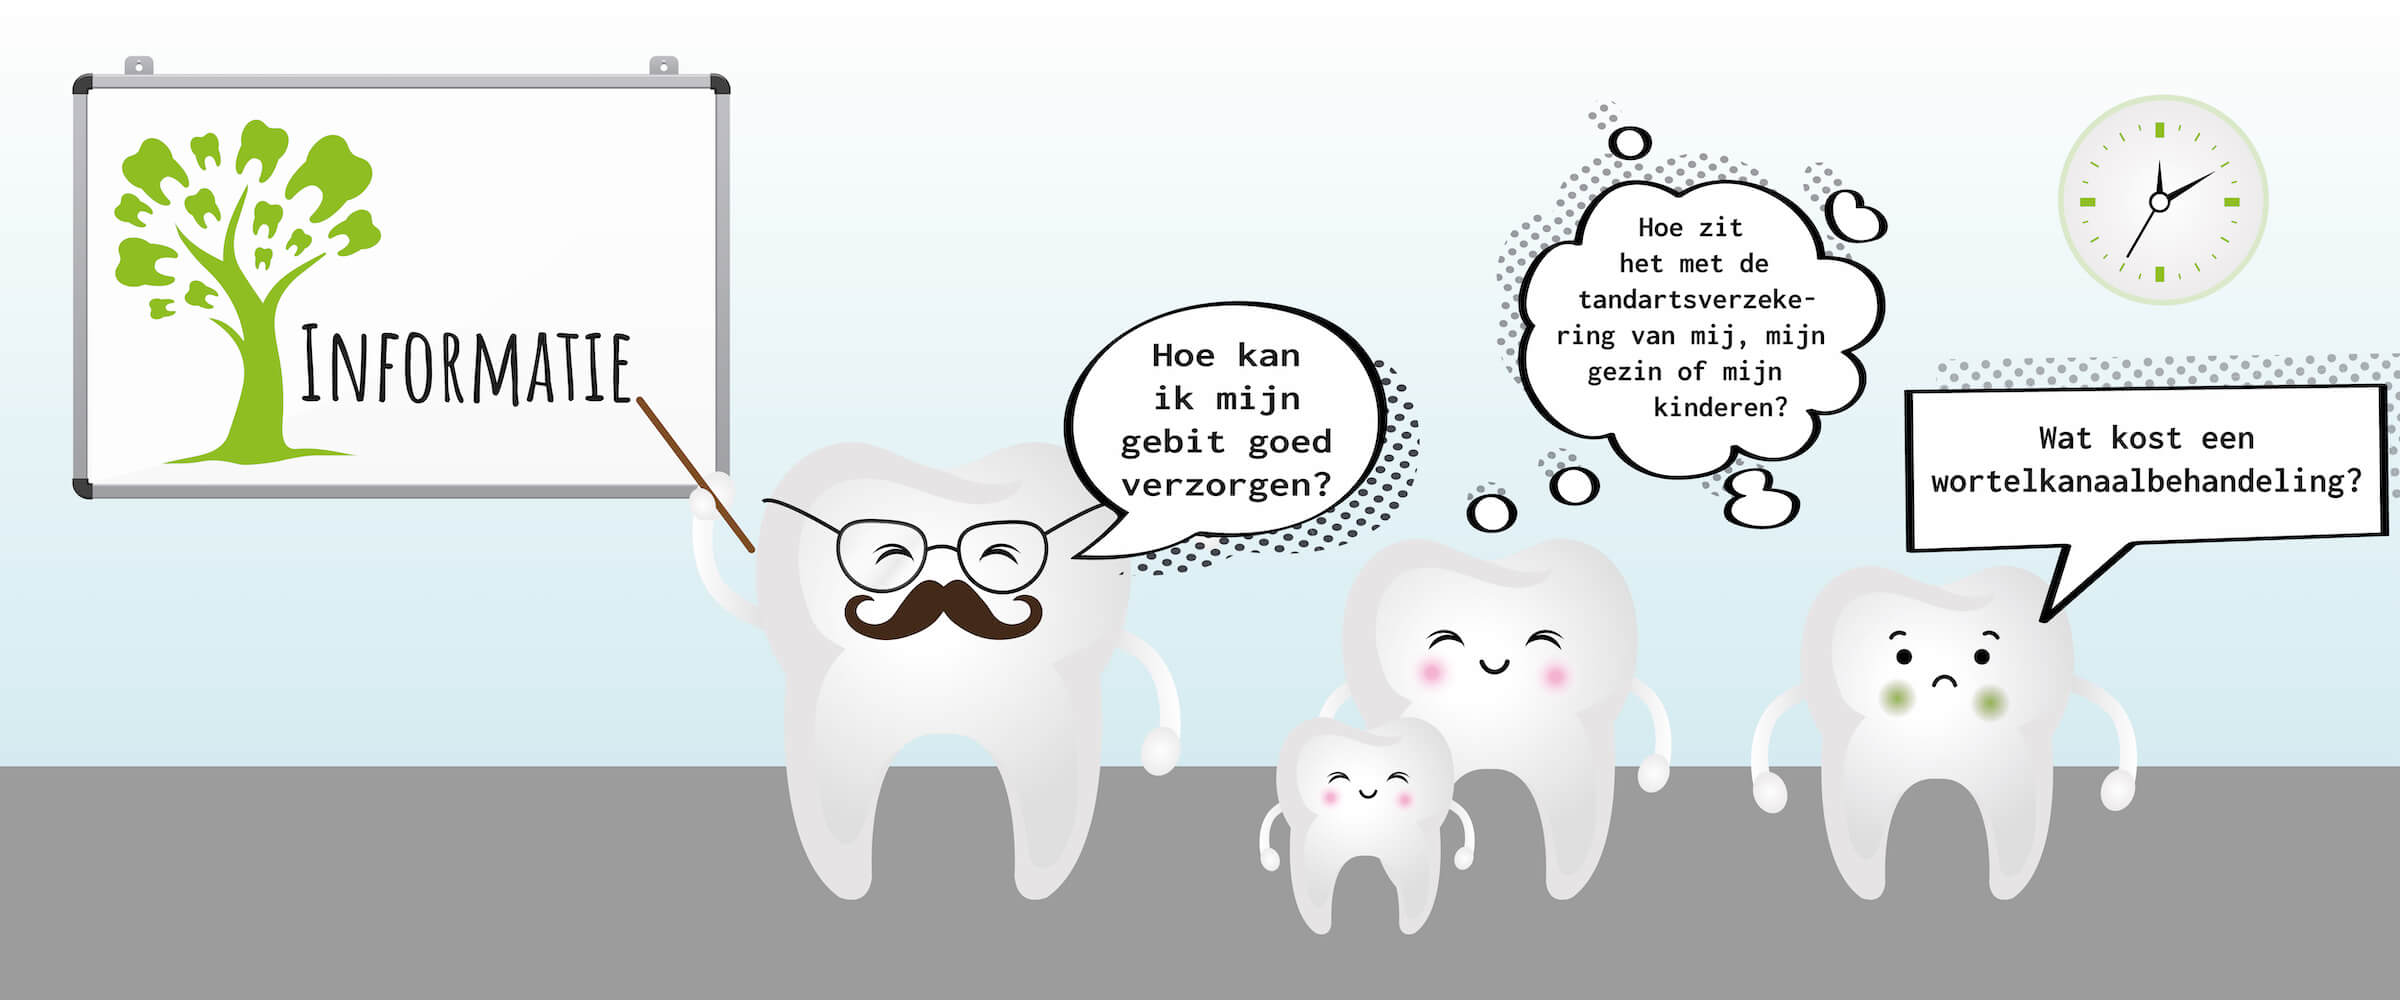 Informatie
Hoe kan
ik mijn
gebit goed
verzorgen?
Hoe zit
het met de
tandartsverzeke-
ring van mij, mijn
gezin of mijn
kinderen?
Wat kost een
wortelkanaalbehandeling?